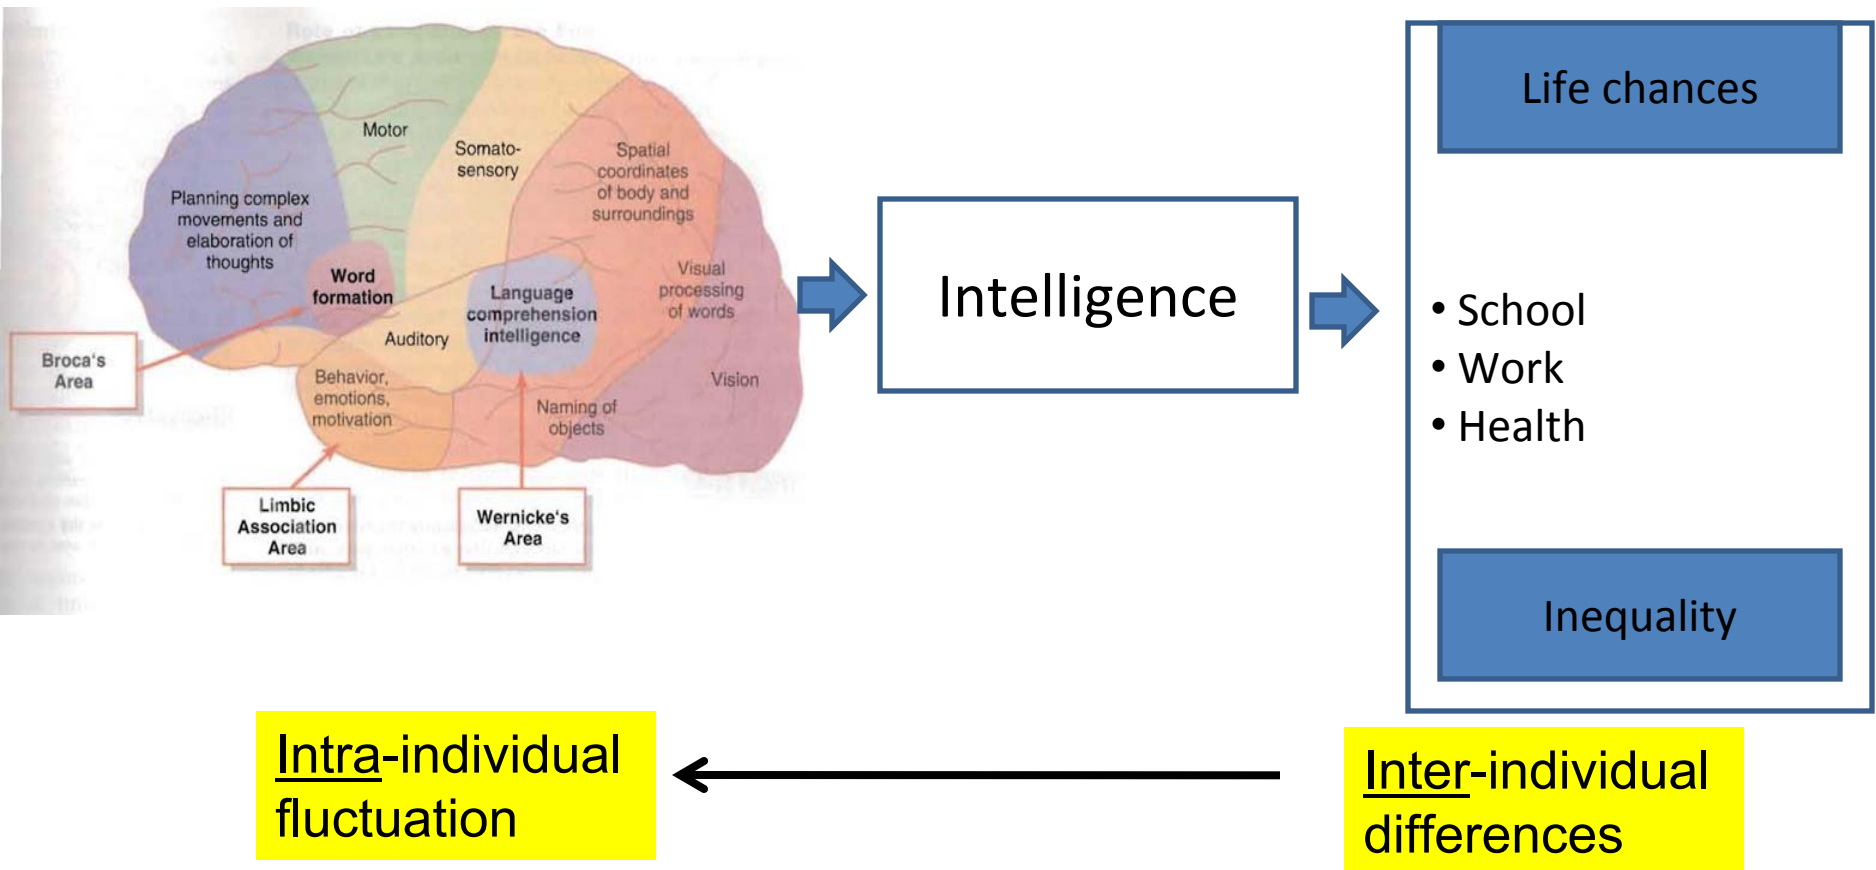 Motor
Somato-
sensory
Spatial
coordinates
of body and
surroundings
Planning complex
movements and
elaboration of
thoughts
Word
formation
Language
comprehension
intelligence
Visual
processing
of words
Auditory
Vision
Behavior,
emotions,
motivation
Naming of
objects
Broca's
Area
Limbic
Association
Area
Wernicke's
Area
Intelligence
Life chances
• School
• Work
• Health
Inequality
Intra-individual
fluctuation
Inter-individual
differences